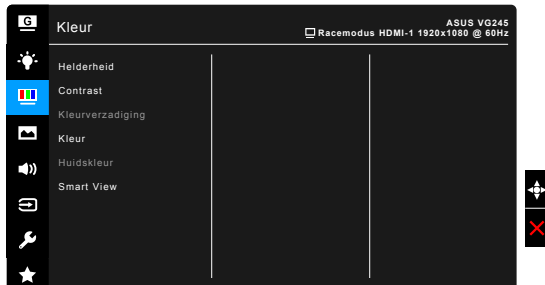 G
Kleur
ASUS VG245
Racemodus HDMI-1 1920x1080 @ 60Hz
Helderheid
Contrast
Kleurverzadiging
Kleur
Huidskleur
Smart View